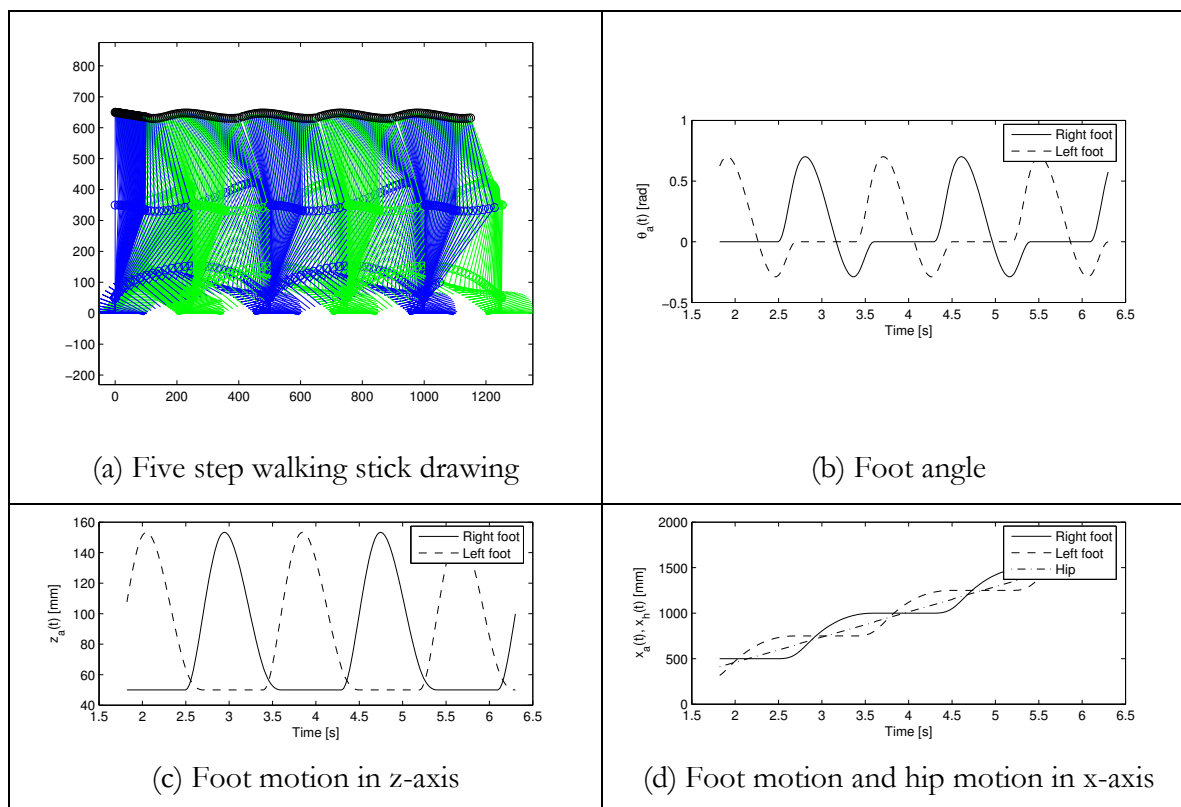 800
700
600
500
400
300
200
100
0
−100
−200
0 200 400 600 800 1000 1200
(a) Five step walking stick drawing
1
0.5
0
−0.5
θ_a(t) [rad]
Right foot
Left foot
1.5 2 2.5 3 3.5 4 4.5 5 5.5 6 6.5
Time [s]
(b) Foot angle
160
140
120
100
80
60
40
z_a(t) [mm]
Right foot
Left foot
1.5 2 2.5 3 3.5 4 4.5 5 5.5 6 6.5
Time [s]
(c) Foot motion in z-axis
2000
1500
1000
500
0
x_a(t), x_h(t) [mm]
Right foot
Left foot
Hip
1.5 2 2.5 3 3.5 4 4.5 5 5.5 6 6.5
Time [s]
(d) Foot motion and hip motion in x-axis